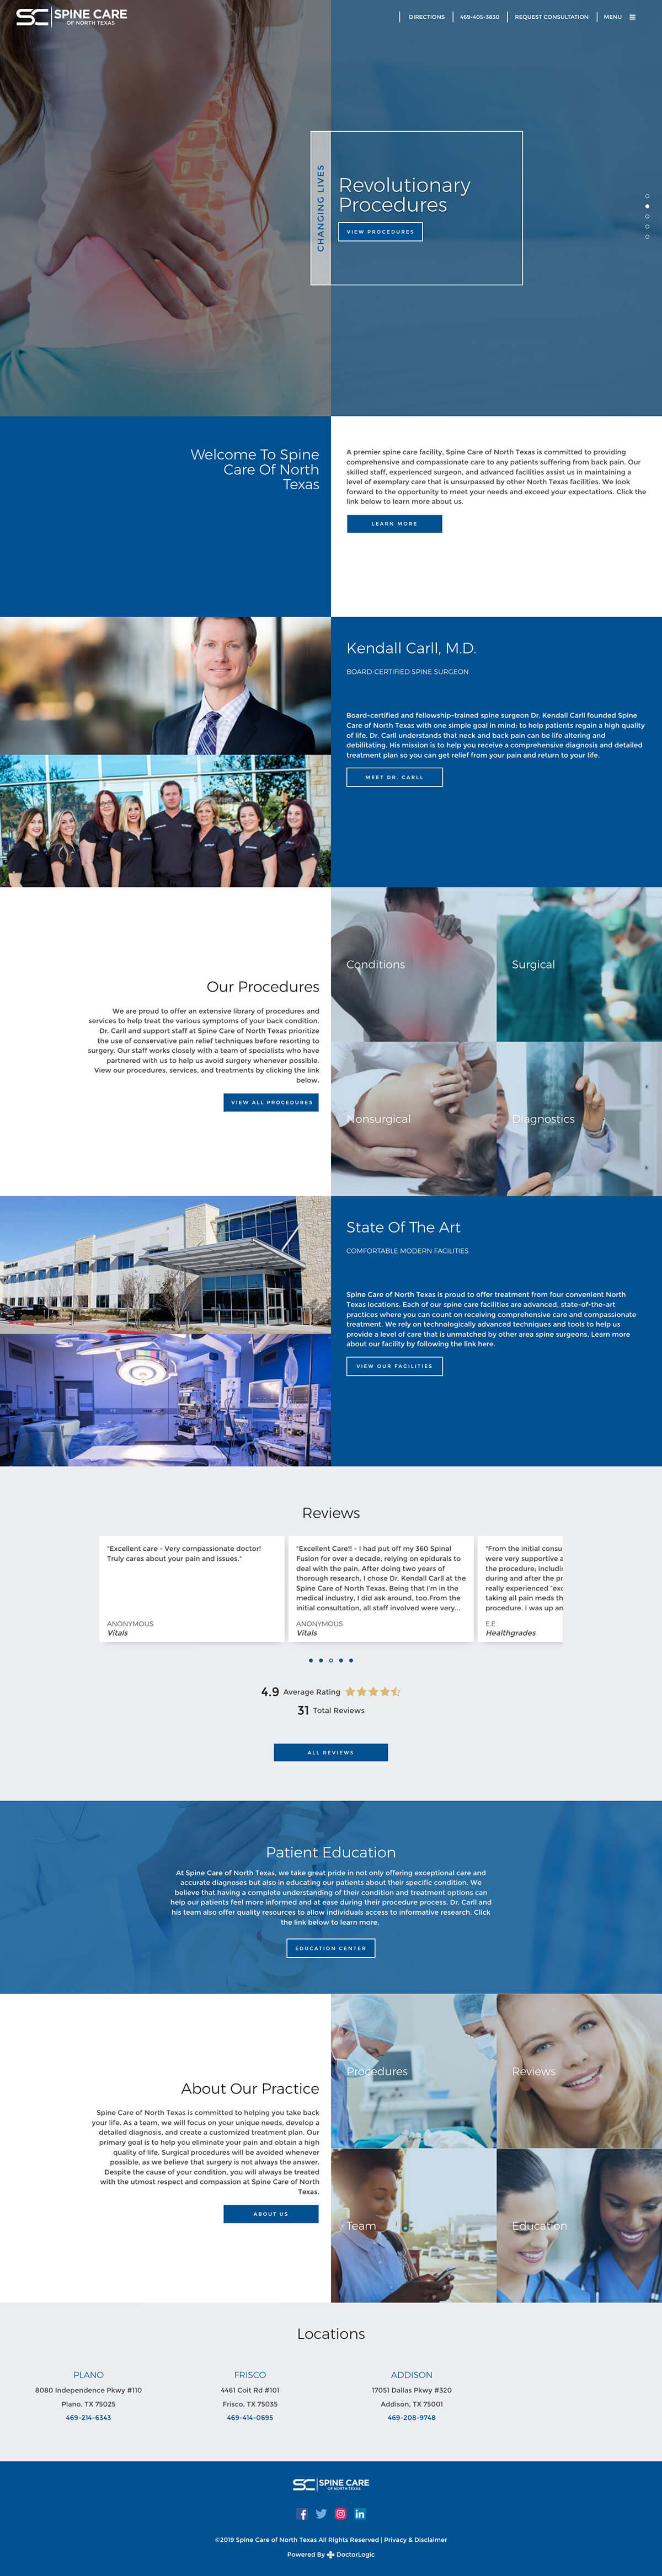 SC SPINE CARE
OF NORTH TEXAS
DIRECTIONS
469-405-3830
REQUEST CONSULTATION
MENU
CHANGING LIVES
Revolutionary
Procedures
VIEW PROCEDURES
Welcome To Spine
Care Of North
Texas
A premier spine care facility, Spine Care of North Texas is committed to providing
comprehensive and compassionate care to any patients suffering from back pain. Our
skilled staff, experienced surgeon, and advanced facilities assist us in maintaining a
level of exemplary care that is unsurpassed by other North Texas facilities. We look
forward to the opportunity to meet your needs and exceed your expectations. Click the
link below to learn more about us.
LEARN MORE
Kendall Carll, M.D.
BOARD-CERTIFIED SPINE SURGEON
Board-certified and fellowship-trained spine surgeon Dr. Kendall Carll founded Spine
Care of North Texas with one simple goal in mind: to help patients regain a high quality
of life. Dr. Carll understands that neck and back pain can be life altering and
debilitating. His mission is to help you receive a comprehensive diagnosis and detailed
treatment plan so you can get relief from your pain and return to your life.
MEET DR. CARLL
Our Procedures
We are proud to offer an extensive library of procedures and
services to help treat the various symptoms of your back condition.
Dr. Carll and support staff at Spine Care of North Texas prioritize
the use of conservative pain relief techniques before resorting to
surgery. Our staff works closely with a team of specialists who have
partnered with us to help us avoid surgery whenever possible.
View our procedures, services, and treatments by clicking the link
below.
VIEW ALL PROCEDURES
Conditions
Surgical
Nonsurgical
Diagnostics
State Of The Art
COMFORTABLE MODERN FACILITIES
Spine Care of North Texas is proud to offer treatment from four convenient North
Texas locations. Each of our spine care facilities are advanced, state-of-the-art
practices where you can count on receiving comprehensive care and compassionate
treatment. We rely on technologically advanced techniques and tools to help us
provide a level of care that is unmatched by other area spine surgeons. Learn more
about our facility by following the link here.
VIEW OUR FACILITIES
Reviews
"Excellent care - Very compassionate doctor!
Truly cares about your pain and issues."
ANONYMOUS
Vitals
"Excellent Care!! - I had put off my 360 Spinal
Fusion for over a decade, relying on epidurals to
deal with the pain. After doing two years of
thorough research, I chose Dr. Kendall Carll at the
Spine Care of North Texas. Being that I'm in the
medical industry, I did ask around, too.From the
initial consultation, all staff involved were very...
ANONYMOUS
Vitals
"From the initial consu
were very supportive a
the procedure; includi
during and after the pr
really experienced "exc
taking all pain meds th
procedure. I was up an
E.E.
Healthgrades
4.9 Average Rating
31 Total Reviews
ALL REVIEWS
Patient Education
At Spine Care of North Texas, we take great pride in not only offering exceptional care and
accurate diagnoses but also in educating our patients about their specific condition. We
believe that having a complete understanding of their condition and treatment options can
help our patients feel more informed and at ease during their procedure process. Dr. Carll and
his team also offer quality resources to allow individuals access to informative research. Click
the link below to learn more.
EDUCATION CENTER
About Our Practice
Spine Care of North Texas is committed to helping you take back
your life. As a team, we will focus on your unique needs, develop a
detailed diagnosis, and create a customized treatment plan. Our
primary goal is to help you eliminate your pain and obtain a high
quality of life. Surgical procedures will be avoided whenever
possible, as we believe that surgery is not always the answer.
Despite the cause of your condition, you will always be treated
with the utmost respect and compassion at Spine Care of North
Texas.
ABOUT US
Procedures
Reviews
Team
Education
Locations
PLANO
8080 Independence Pkwy #110
Plano, TX 75025
469-214-6343
FRISCO
4461 Coit Rd #101
Frisco, TX 75035
469-414-0695
ADDISON
17051 Dallas Pkwy #320
Addison, TX 75001
469-208-9748
SC SPINE CARE
OF NORTH TEXAS
©2019 Spine Care of North Texas All Rights Reserved | Privacy & Disclaimer
Powered By DoctorLogic